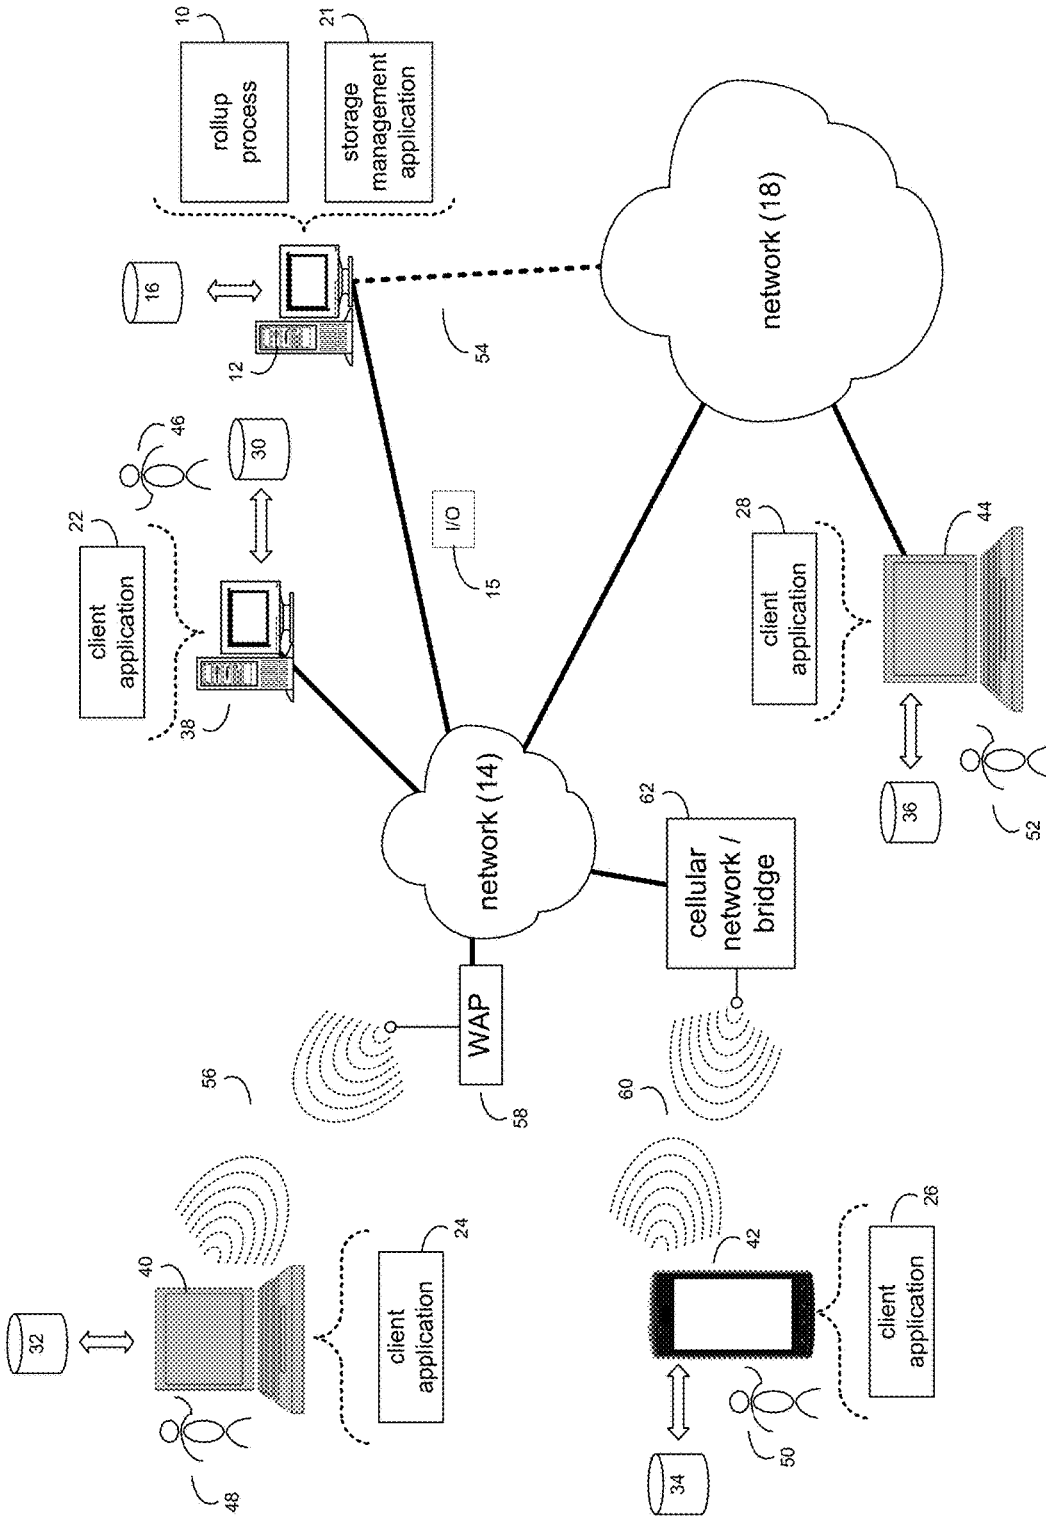 32
40
48
client
application
22
46
38
30
16
12
10
rollup
process
21
storage
management
application
56
client
application
24
WAP
58
network (14)
I/O
15
54
34
50
42
60
62
cellular
network /
bridge
network (18)
client
application
26
client
application
28
36
44
52